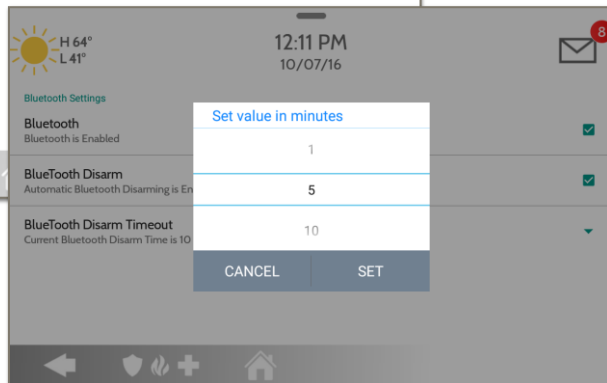 H 64°
L 41°
12:11 PM
10/07/16
8
Bluetooth Settings
Bluetooth
Bluetooth is Enabled
BlueTooth Disarm
Automatic Bluetooth Disarming is En
BlueTooth Disarm Timeout
Current Bluetooth Disarm Time is 10
Set value in minutes
1
5
10
CANCEL SET